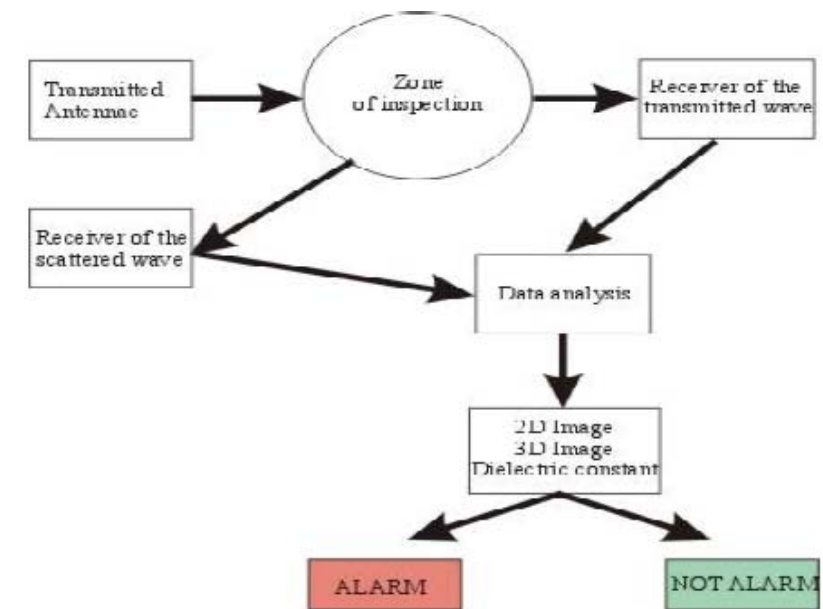 Transmitted
Antennae
Zone
of inspection
Receiver of the
transmitted wave
Receiver of the
scattered wave
Data analysis
2D Image
3D Image
Dielectric constant
ALARM
NOT ALARM